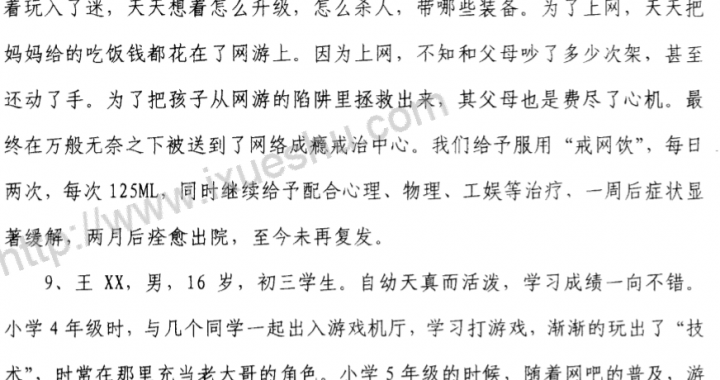 着玩入了迷，天天想着怎么升级，怎么杀人，带哪些装备。为了上网，天天把
妈妈给的吃饭钱都花在了网游上。因为上网，不知和父母吵了多少次架，甚至
还动了手。为了把孩子从网游的陷阱里拯救出来，其父母也是费尽了心机。最
终在万般无奈之下被送到了网络成瘾戒治中心。我们给予服用“戒网饮”，每日
两次，每次 125ML，同时继续给予配合心理、物理、工娱等治疗，一周后症状显
著缓解，两月后痊愈出院，至今未再复发。
9、王 XX，男，16 岁，初三学生。自幼天真而活泼，学习成绩一向不错。
小学 4 年级时，与几个同学一起出入游戏机厅，学习打游戏，渐渐的玩出了“技
术”，时常在那里充当老大哥的角色。小学 5 年级的时候，随着网吧的普及，游
http://www.ixueshu.com